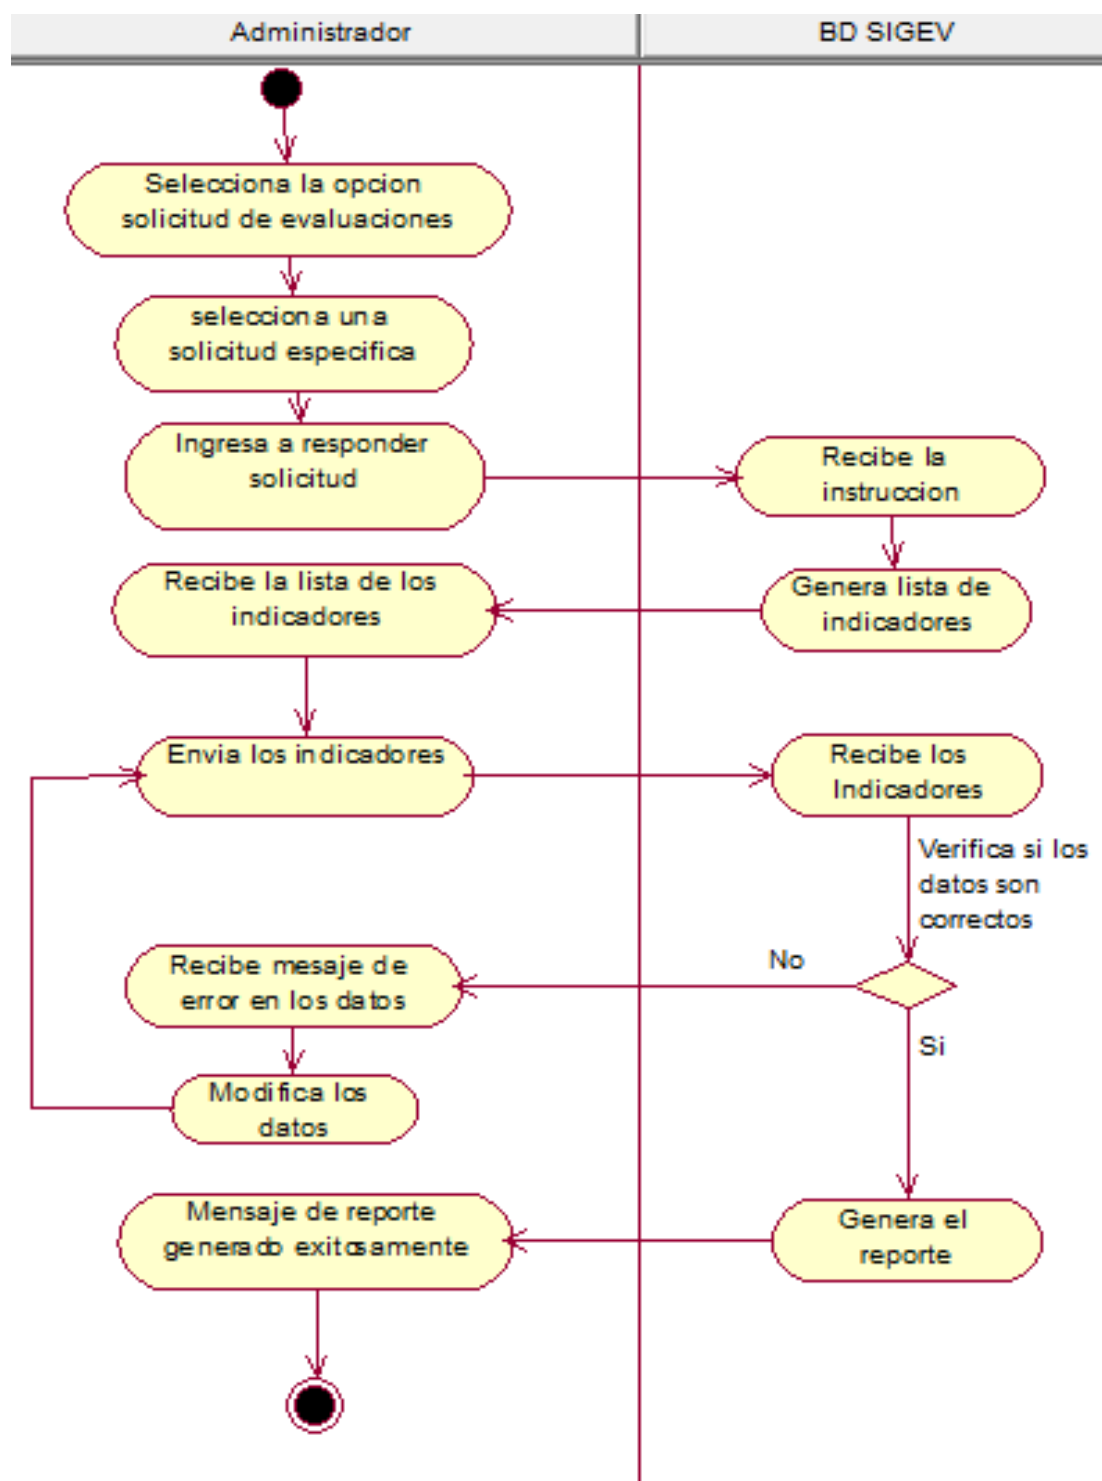 Administrador
BD SIGEV
Selecciona la opcion
solicitud de evaluaciones
selecciona una
solicitud especifica
Ingresa a responder
solicitud
Recibe la
instruccion
Recibe la lista de los
indicadores
Genera lista de
indicadores
Envia los indicadores
Recibe los
Indicadores
Verifica si los
datos son
correctos
No
Recibe mesaje de
error en los datos
Si
Modifica los
datos
Mensaje de reporte
generado exitosamente
Genera el
reporte